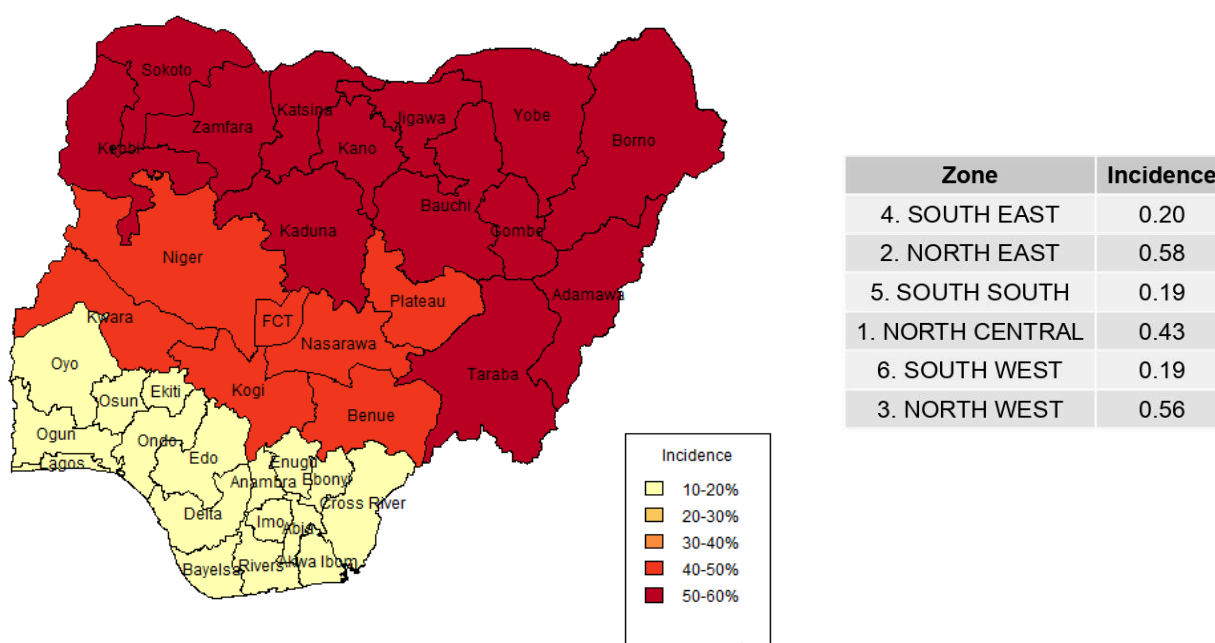 Sokoto
Katsina
Jigawa
Yobe
Borno
Zamfara
Kebbi
Kano
Bauchi
Gombe
Kaduna
Niger
Adamawa
Plateau
FCT
Kwara
Nasarawa
Taraba
Oyo
Kogi
Benue
Ekiti
Osun
Ogun
Ondo
Lagos
Edo
Enugu
Anambra
Ebonyi
Cross River
Delta
Imo
Abia
Bayelsa
Rivers
Akwa Ibom
Incidence
10-20%
20-30%
30-40%
40-50%
50-60%
Zone Incidence
4. SOUTH EAST 0.20
2. NORTH EAST 0.58
5. SOUTH SOUTH 0.19
1. NORTH CENTRAL 0.43
6. SOUTH WEST 0.19
3. NORTH WEST 0.56